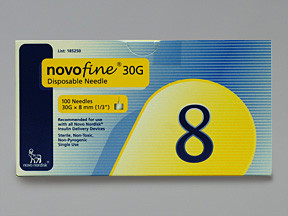 List: 185250
novofine® 30G
Disposable Needle
100 Needles
30G x 8 mm (1/3")
Recommended for use
with all Novo Nordisk®
Insulin Delivery Devices
Sterile, Non-Toxic,
Non-Pyrogenic
Single Use
8
novo nordisk